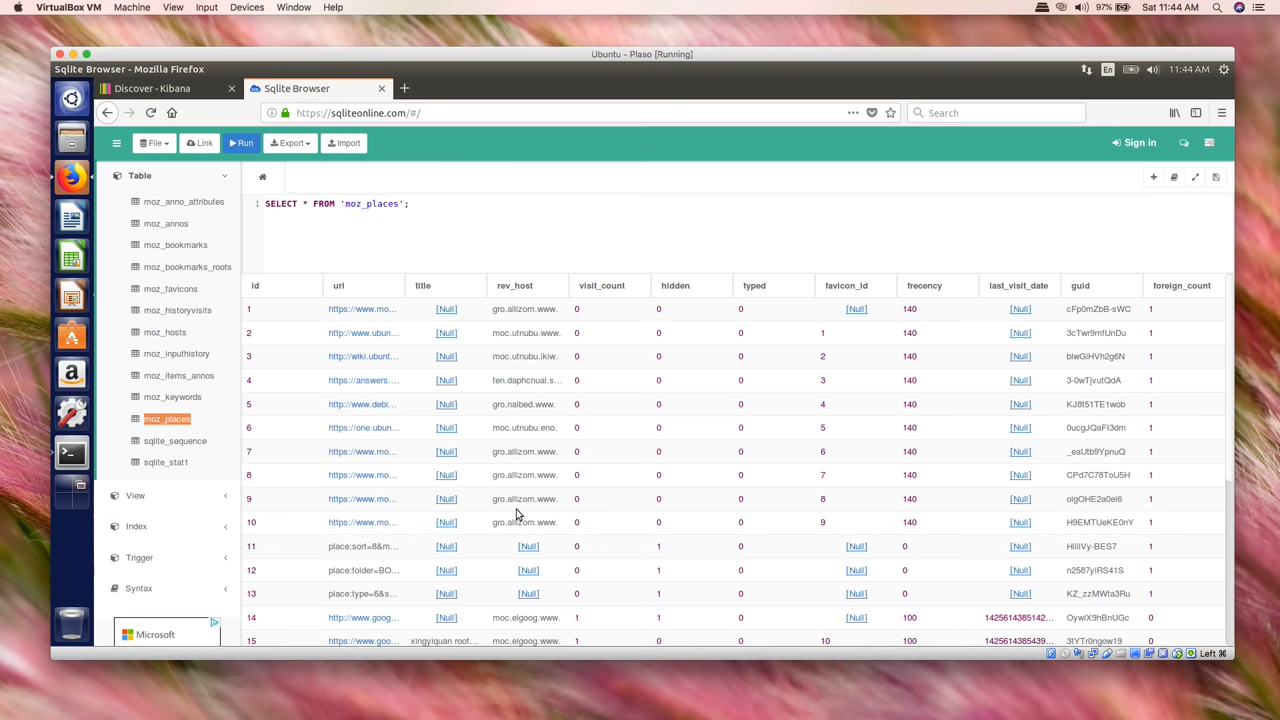 VirtualBox VM Machine View Input Devices Window Help 97% Sat 11:44 AM
Ubuntu - Plaso [Running]
Sqlite Browser - Mozilla Firefox En 11:44 AM
Discover - Kibana Sqlite Browser
https://sqliteonline.com/#/ Search
File Link Run Export Import Sign in
Table
moz_anno_attributes
moz_annos
moz_bookmarks
moz_bookmarks_roots
moz_favicons
moz_historyvisits
moz_hosts
moz_inputhistory
moz_items_annos
moz_keywords
moz_places
sqlite_sequence
sqlite_stat1
View
Index
Trigger
Syntax
Microsoft
1 SELECT * FROM 'moz_places';
id url title rev_host visit_count hidden typed favicon_id frecency last_visit_date guid foreign_count
1 https://www.mo... [Null] gro.allizom.www. 0 0 0 [Null] 140 [Null] cFp0mZbB-sWC 1
2 http://www.ubun... [Null] moc.utnubu.www. 0 0 0 1 140 [Null] 3cTwr9mfUnDu 1
3 http://wiki.ubunt... [Null] moc.utnubu.ikiw. 0 0 0 2 140 [Null] blwGiHVh2g6N 1
4 https://answers.... [Null] ten.daphcnual.s... 0 0 0 3 140 [Null] 3-0wTjvutQdA 1
5 http://www.debi... [Null] gro.naibed.www. 0 0 0 4 140 [Null] KJ8t51TE1wob 1
6 https://one.ubun... [Null] moc.utnubu.eno. 0 0 0 5 140 [Null] 0ucgJQaFI3dm 1
7 https://www.mo... [Null] gro.allizom.www. 0 0 0 6 140 [Null] _eaUtb9YpnuQ 1
8 https://www.mo... [Null] gro.allizom.www. 0 0 0 7 140 [Null] CPd7C78ToU5H 1
9 https://www.mo... [Null] gro.allizom.www. 0 0 0 8 140 [Null] oigOHE2a0ei6 1
10 https://www.mo... [Null] gro.allizom.www. 0 0 0 9 140 [Null] H9EMTUeKE0nY 1
11 place:sort=8&m... [Null] [Null] 0 1 0 [Null] 0 [Null] HIiIIVy-BES7 1
12 place:folder=BO... [Null] [Null] 0 1 0 [Null] 0 [Null] n2587yIRS41S 1
13 place:type=6&s... [Null] [Null] 0 1 0 [Null] 0 [Null] KZ_zzMWta3Ru 1
14 http://www.goog... [Null] moc.elgoog.www. 1 1 0 [Null] 100 1425614385142... OywiX9hBnUGc 0
15 https://www.goog... xingyiquan root... moc.elgoog.www. 1 0 0 10 100 1425614385439... 3tYTr0ngow19 0
Left ⌘